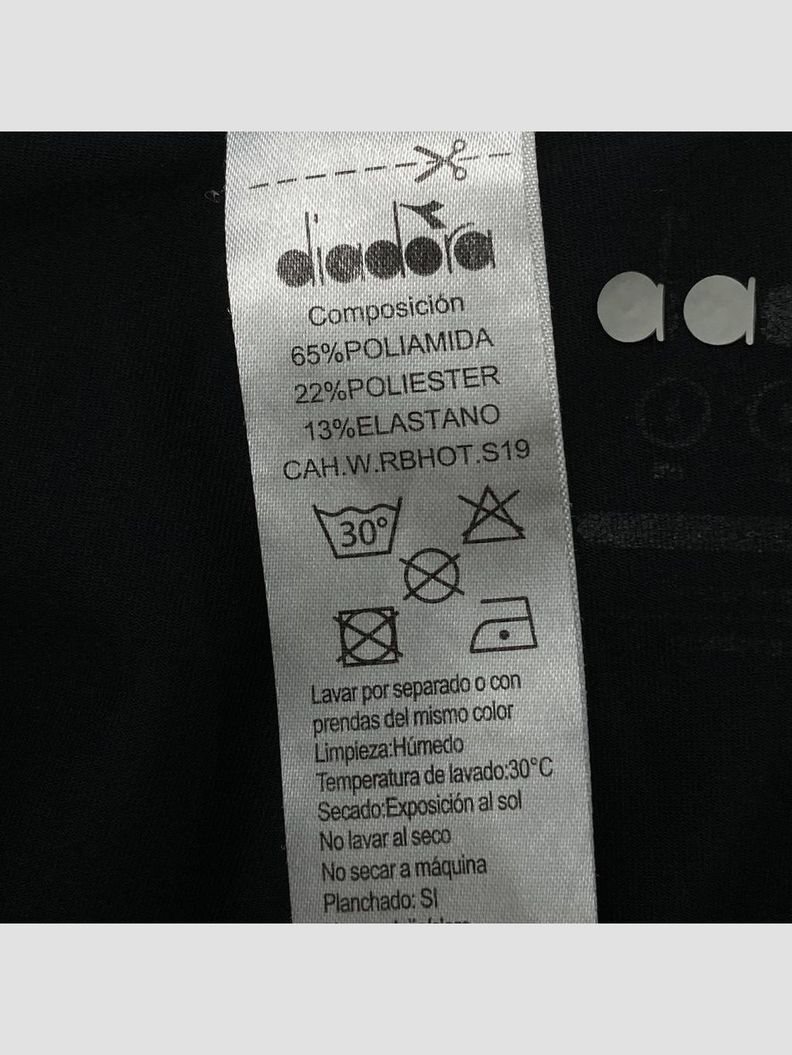 diadora
Composición
65%POLIAMIDA
22%POLIESTER
13%ELASTANO
CAH.W.RBHOT.S19
30°
Lavar por separado o con
prendas del mismo color
Limpieza:Húmedo
Temperatura de lavado:30°C
Secado:Exposición al sol
No lavar al seco
No secar a máquina
Planchado: SI